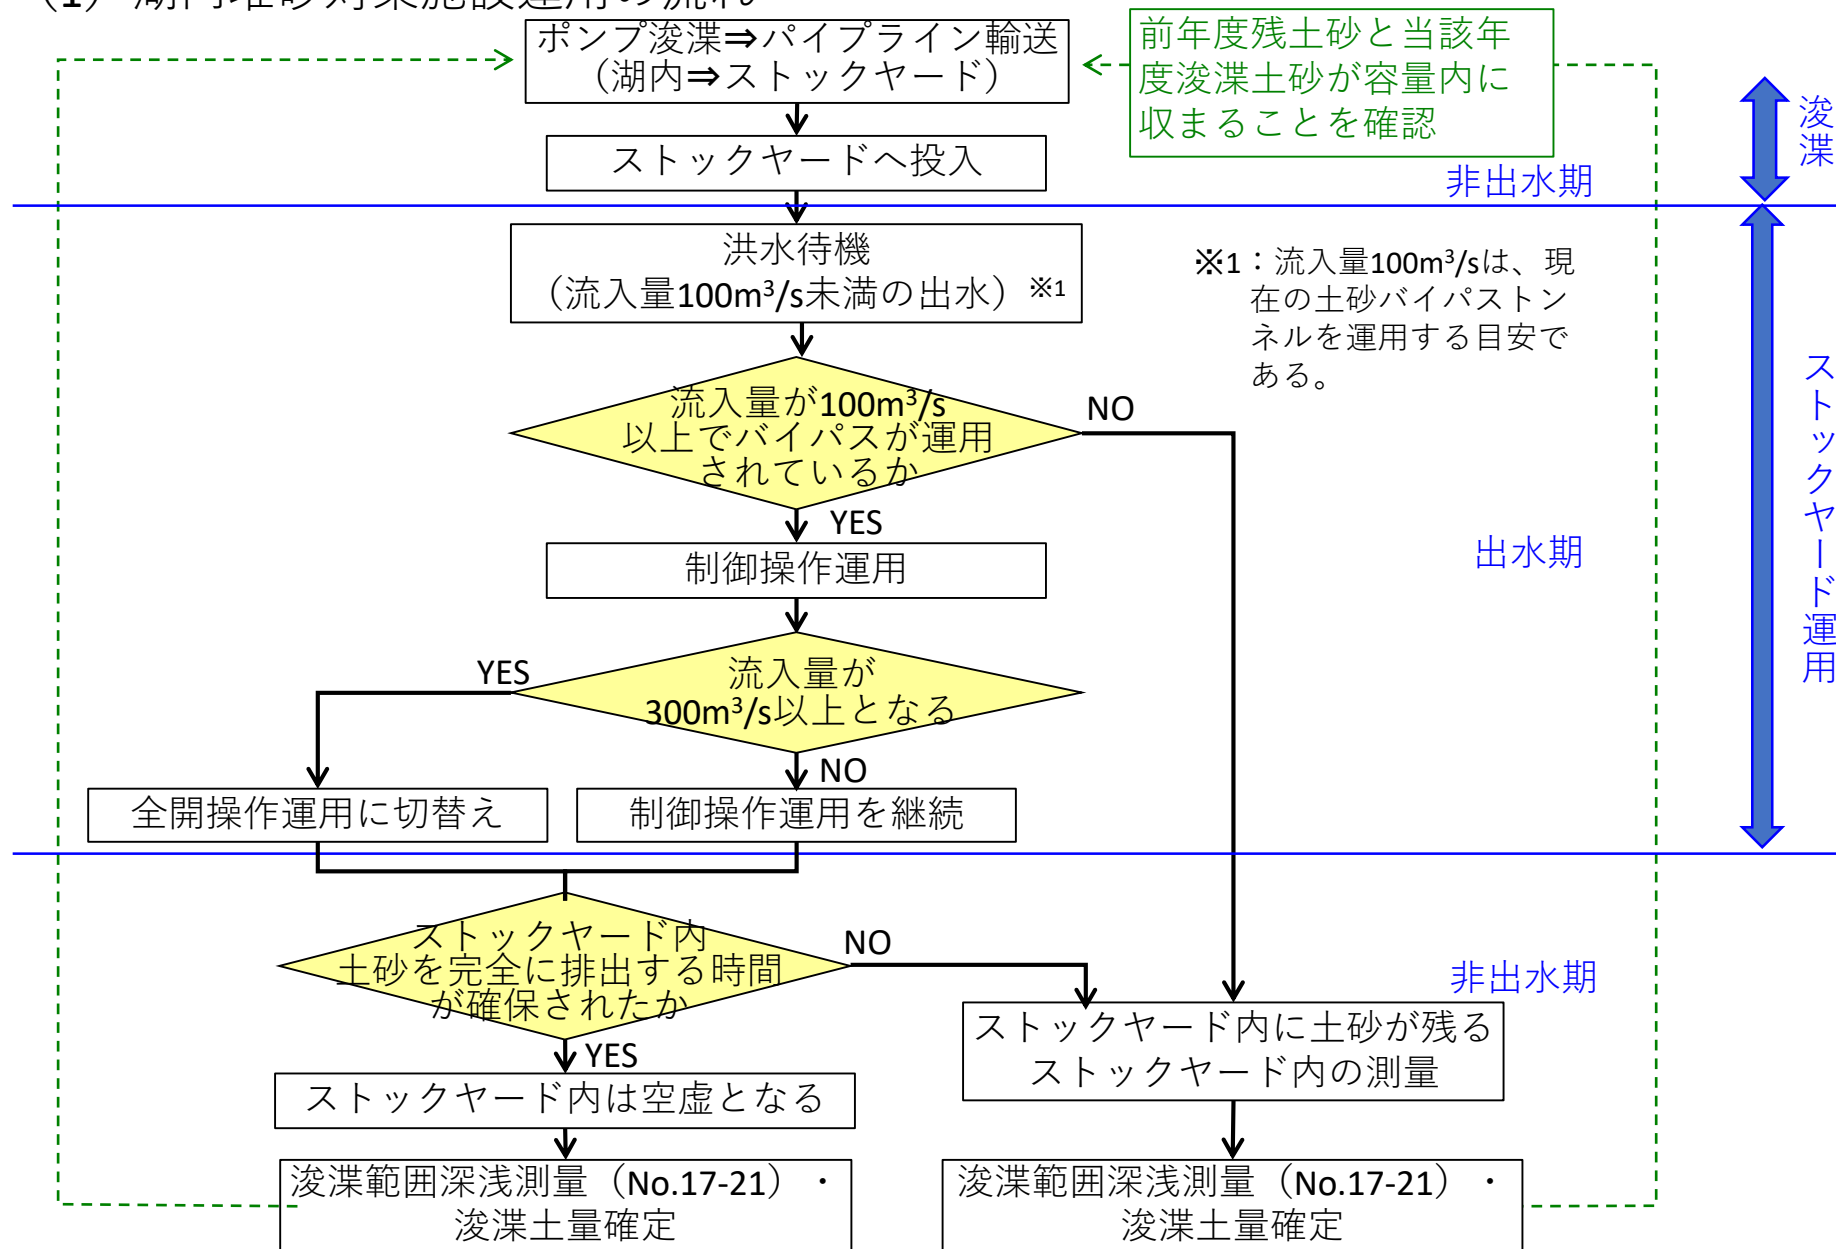 （1）湖内堆砂対策施設運用の流れ
ポンプ浚渫⇒パイプライン輸送
（湖内⇒ストックヤード）
前年度残土砂と当該年
度浚渫土砂が容量内に
収まることを確認
浚渫
ストックヤードへ投入
非出水期
洪水待機
（流入量100m³/s未満の出水）※1
※1：流入量100m³/sは、現
在の土砂バイパストン
ネルを運用する目安で
ある。
流入量が100m³/s
以上でバイパスが運用
されているか
NO
YES
制御操作運用
出水期
ストックヤード運用
流入量が
300m³/s以上となる
YES
NO
全開操作運用に切替え
制御操作運用を継続
ストックヤード内
土砂を完全に排出する時間
が確保されたか
NO
非出水期
YES
ストックヤード内に土砂が残る
ストックヤード内の測量
ストックヤード内は空虚となる
浚渫範囲深浅測量（No.17-21）・
浚渫土量確定
浚渫範囲深浅測量（No.17-21）・
浚渫土量確定